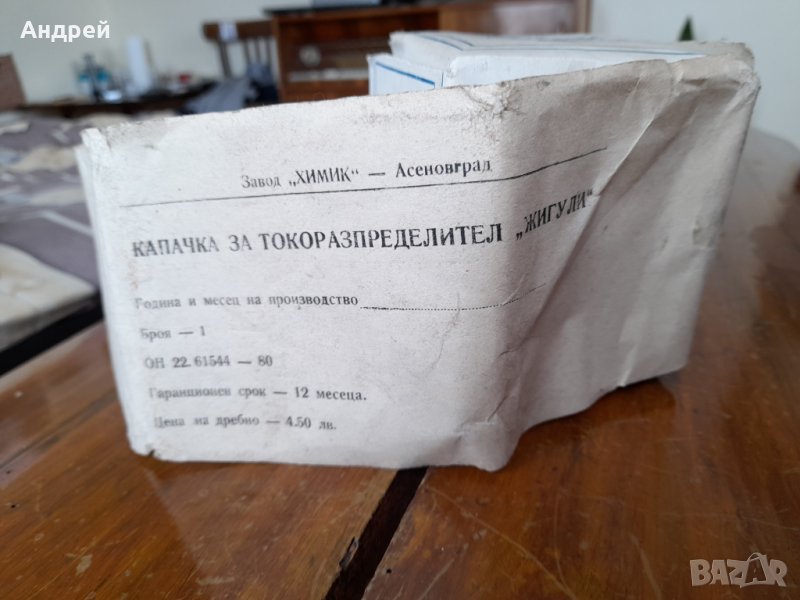 Андрей
Завод „ХИМИК“ — Асеновград
КАПАЧКА ЗА ТОКОРАЗПРЕДЕЛИТЕЛ „ЖИГУЛИ“
Година и месец на производство
Броя — 1
ОН 22.61544 — 80
Гаранционен срок — 12 месеца.
Цена на дребно — 4.50 лв.
BAZAR